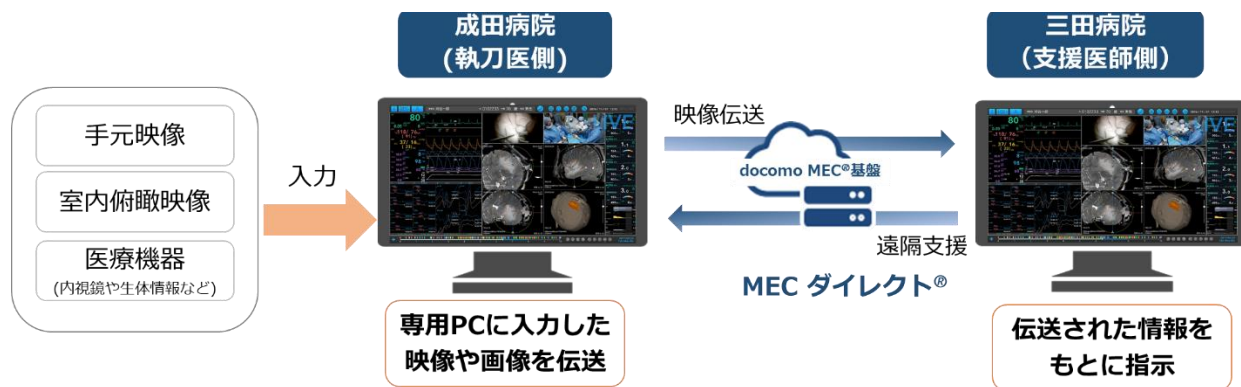 成田病院
(執刀医側)
三田病院
（支援医師側）
手元映像
室内俯瞰映像
医療機器
(内視鏡や生体情報など)
入力
映像伝送
docomo MEC®基盤
遠隔支援
MEC ダイレクト®
専用PCに入力した
映像や画像を伝送
伝送された情報を
もとに指示